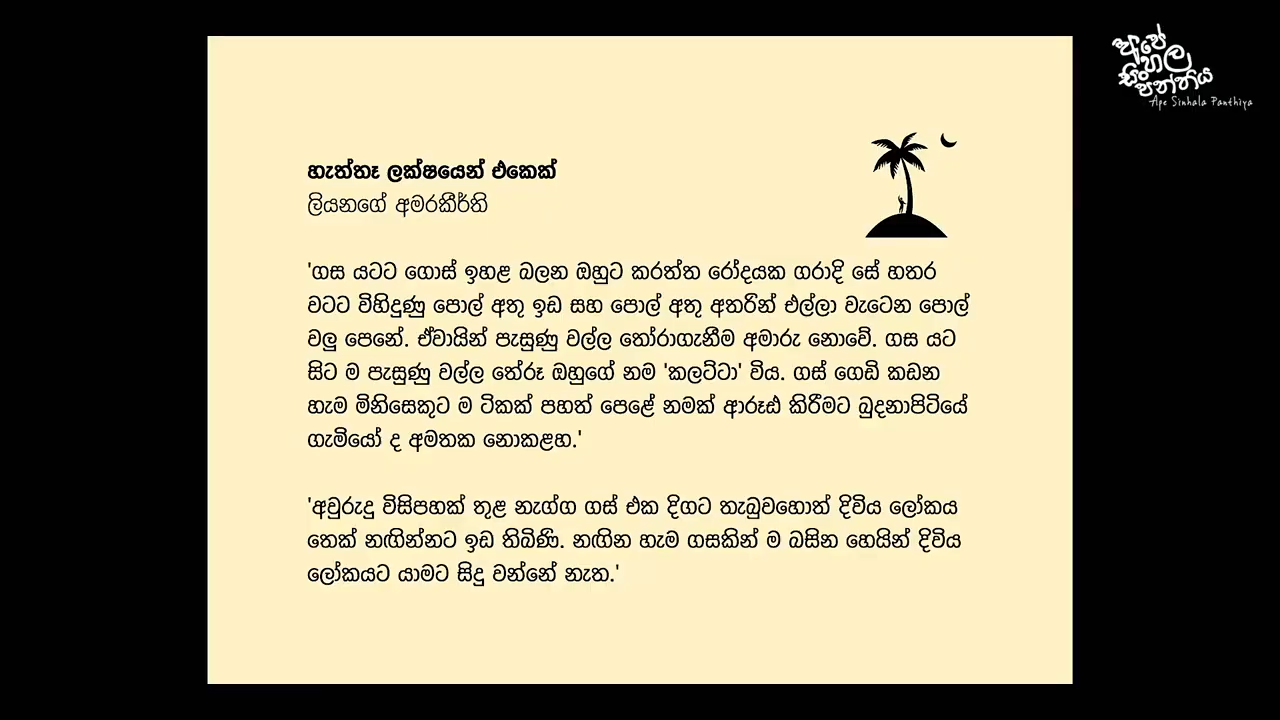 අපේ
සිංහල
පන්තිය
Ape Sinhala Panthiya
හැත්තෑ ලක්ෂයෙන් එකෙක්
ලියනගේ අමරකීර්ති
'ගස යටට ගොස් ඉහළ බලන ඔහුට කරත්ත රෝදයක ගරාදි සේ හතර
වටට විහිදුණු පොල් අතු ඉඩ සහ පොල් අතු අතරින් එල්ලා වැටෙන පොල්
වලු පෙනේ. ඒවායින් පැසුණු වල්ල තෝරාගැනීම අමාරු නොවේ. ගස යට
සිට ම පැසුණු වල්ල තේරූ ඔහුගේ නම 'කලට්ටා' විය. ගස් ගෙඩි කඩන
හැම මිනිසෙකුට ම ටිකක් පහත් පෙළේ නමක් ආරූඪ කිරීමට බුදනාපිටියේ
ගැමියෝ ද අමතක නොකළහ.'
'අවුරුදු විසිපහක් තුළ නැග්ග ගස් එක දිගට තැබුවහොත් දිව්ය ලෝකය
තෙක් නඟින්නට ඉඩ තිබිණි. නඟින හැම ගසකින් ම බසින හෙයින් දිව්ය
ලෝකයට යාමට සිදු වන්නේ නැත.'